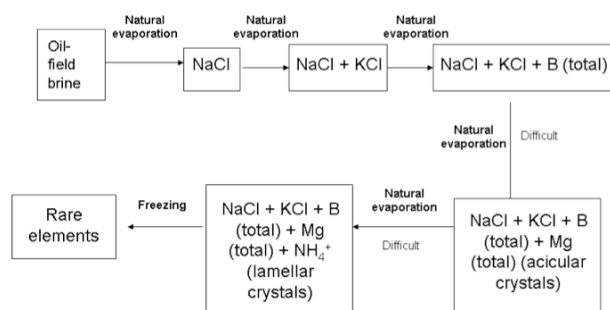 Natural
evaporation
Natural
evaporation
Natural
evaporation
Oil-
field
brine
NaCl
NaCl + KCl
NaCl + KCl + B (total)
Natural
evaporation
Difficult
Rare
elements
Freezing
NaCl + KCl + B
(total) + Mg
(total) + NH₄⁺
(lamellar
crystals)
Natural
evaporation
Difficult
NaCl + KCl + B
(total) + Mg
(total) (acicular
crystals)